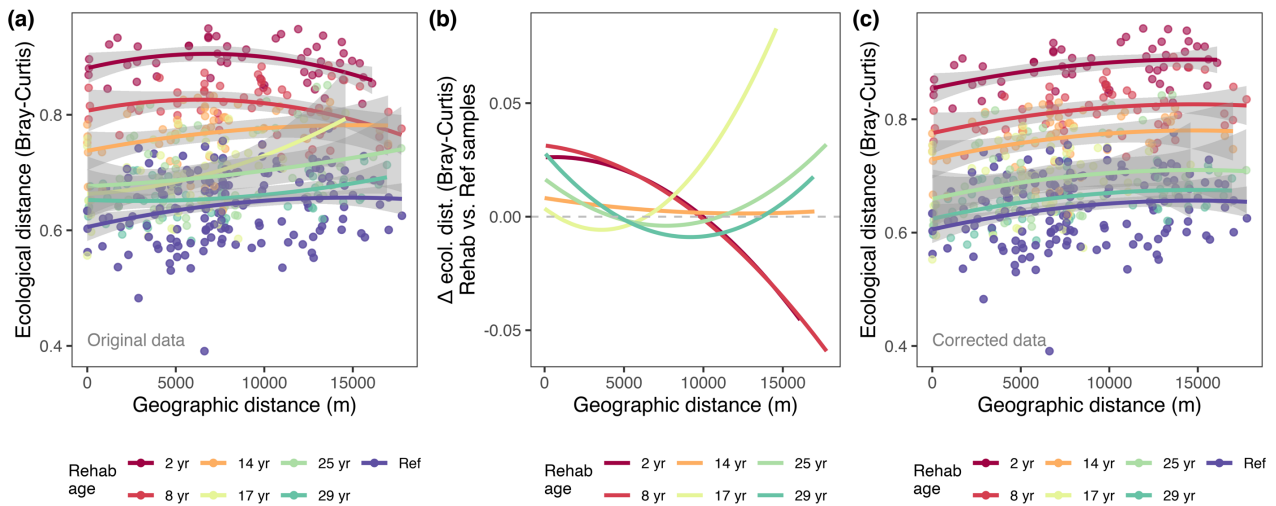 (a)
Ecological distance (Bray-Curtis)
0.8
0.6
0.4
Original data
0
5000
10000
15000
Geographic distance (m)
Rehab
age
2 yr
14 yr
25 yr
Ref
8 yr
17 yr
29 yr
(b)
Δ ecol. dist. (Bray-Curtis)
Rehab vs. Ref samples
0.05
0.00
-0.05
0
5000
10000
15000
Geographic distance (m)
Rehab
age
2 yr
14 yr
25 yr
8 yr
17 yr
29 yr
(c)
Ecological distance (Bray-Curtis)
0.8
0.6
0.4
Corrected data
0
5000
10000
15000
Geographic distance (m)
Rehab
age
2 yr
14 yr
25 yr
Ref
8 yr
17 yr
29 yr